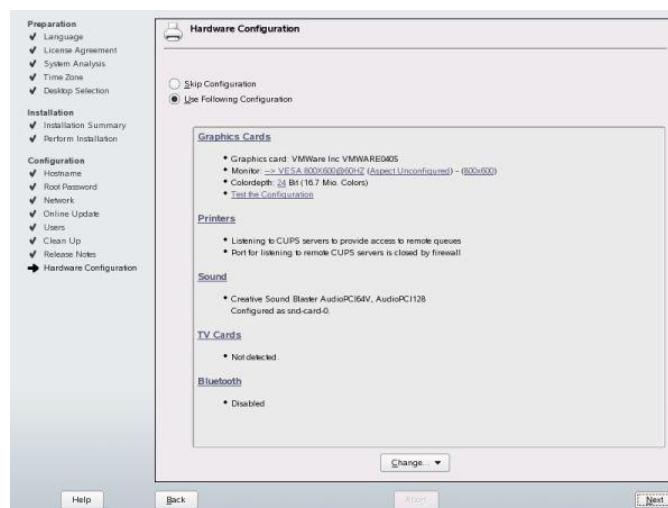 Preparation
Language
License Agreement
System Analysis
Time Zone
Desktop Selection
Installation
Installation Summary
Perform Installation
Configuration
Hostname
Root Password
Network
Online Update
Users
Clean Up
Release Notes
Hardware Configuration
Hardware Configuration
Skip Configuration
Use Following Configuration
Graphics Cards
Graphics card: VMWare Inc VMWARE0405
Monitor: --> VESA 800X600@60HZ (Aspect Unconfigured) - (800x600)
Colordepth: 24 Bit (16.7 Mio. Colors)
Test the Configuration
Printers
Listening to CUPS servers to provide access to remote queues
Port for listening to remote CUPS servers is closed by firewall
Sound
Creative Sound Blaster AudioPCI64V, AudioPCI128
Configured as snd-card-0.
TV Cards
Not detected.
Bluetooth
Disabled
Change...
Help
Back
Abort
Next